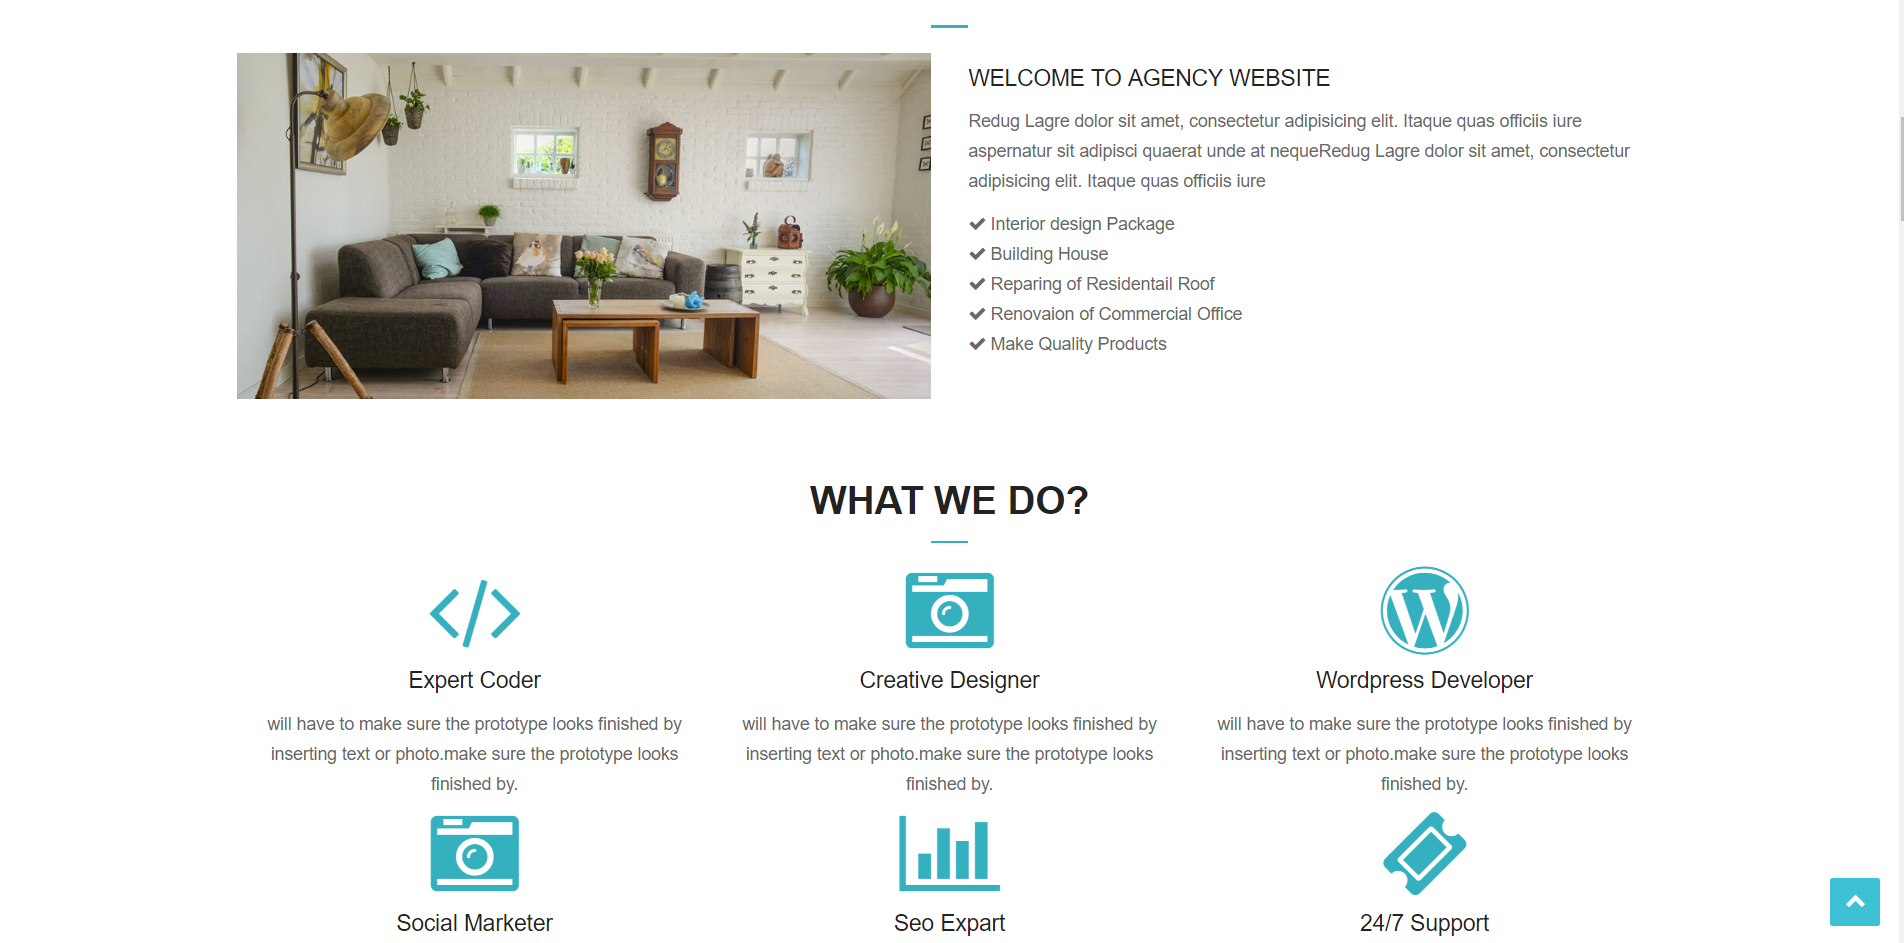 WELCOME TO AGENCY WEBSITE
Redug Lagre dolor sit amet, consectetur adipisicing elit. Itaque quas officiis iure
aspernatur sit adipisci quaerat unde at nequeRedug Lagre dolor sit amet, consectetur
adipisicing elit. Itaque quas officiis iure
Interior design Package
Building House
Reparing of Residentail Roof
Renovaion of Commercial Office
Make Quality Products
WHAT WE DO?
Expert Coder
will have to make sure the prototype looks finished by
inserting text or photo.make sure the prototype looks
finished by.
Creative Designer
will have to make sure the prototype looks finished by
inserting text or photo.make sure the prototype looks
finished by.
Wordpress Developer
will have to make sure the prototype looks finished by
inserting text or photo.make sure the prototype looks
finished by.
Social Marketer
Seo Expart
24/7 Support